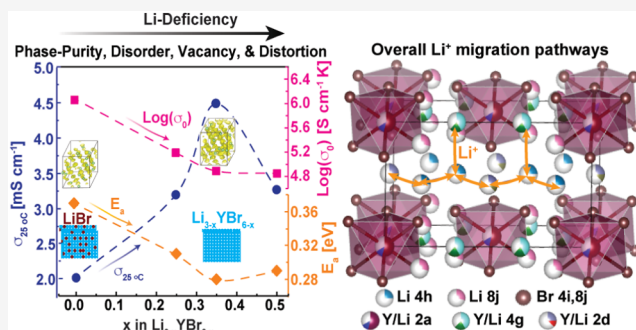 Li-Deficiency
Phase-Purity, Disorder, Vacancy, & Distortion
5.0
4.5
4.0
3.5
3.0
2.5
2.0
σ25 oC [mS cm-1]
Log(σ0)
Ea
LiBr
Li3-xYBr6-x
σ25 oC
6.4
6.0
5.6
5.2
4.8
4.4
Log(σ0) [S cm-1 K]
0.36
0.32
0.28
Ea [eV]
0.0 0.1 0.2 0.3 0.4 0.5
Overall Li+ migration pathways
Li+
Li 4h Li 8j Br 4i,8j
Y/Li 2a Y/Li 4g Y/Li 2d